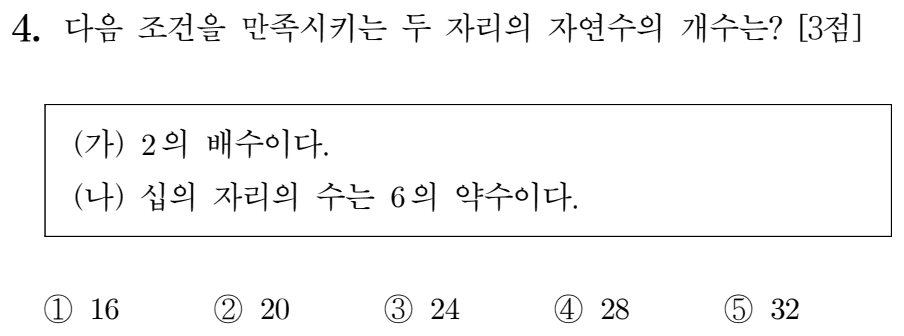 4. 다음 조건을 만족시키는 두 자리의 자연수의 개수는? [3점]
(가) 2의 배수이다.
(나) 십의 자리의 수는 6의 약수이다.
① 16 ② 20 ③ 24 ④ 28 ⑤ 32